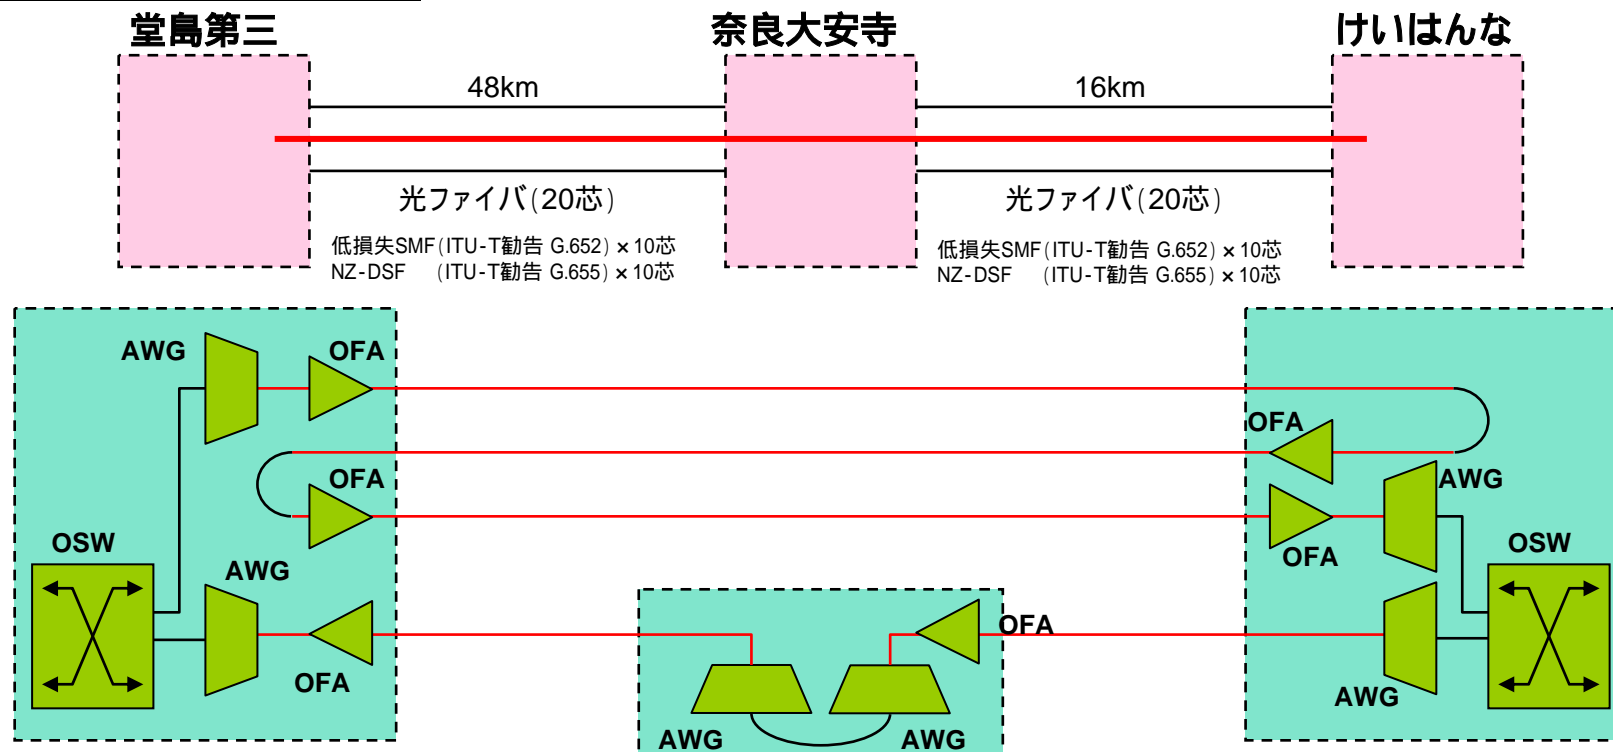 堂島第三
奈良大安寺
けいはんな
48km
16km
光ファイバ(20芯)
光ファイバ(20芯)
低損失SMF(ITU-T勧告 G.652)×10芯
NZ-DSF (ITU-T勧告 G.655)×10芯
低損失SMF(ITU-T勧告 G.652)×10芯
NZ-DSF (ITU-T勧告 G.655)×10芯
AWG
OFA
OFA
OFA
AWG
OSW
OFA
OSW
AWG
OFA
OFA
AWG
AWG
AWG